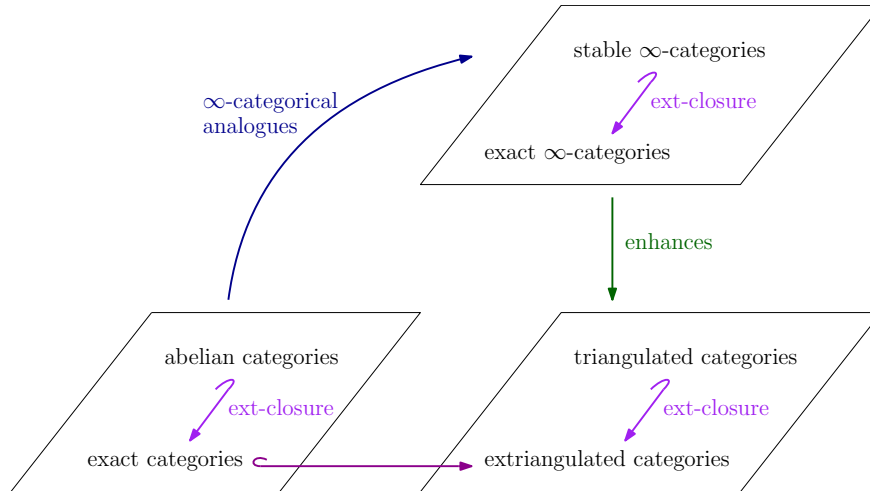 stable ∞-categories
∞-categorical
analogues
ext-closure
exact ∞-categories
enhances
abelian categories
triangulated categories
ext-closure
ext-closure
exact categories
extriangulated categories